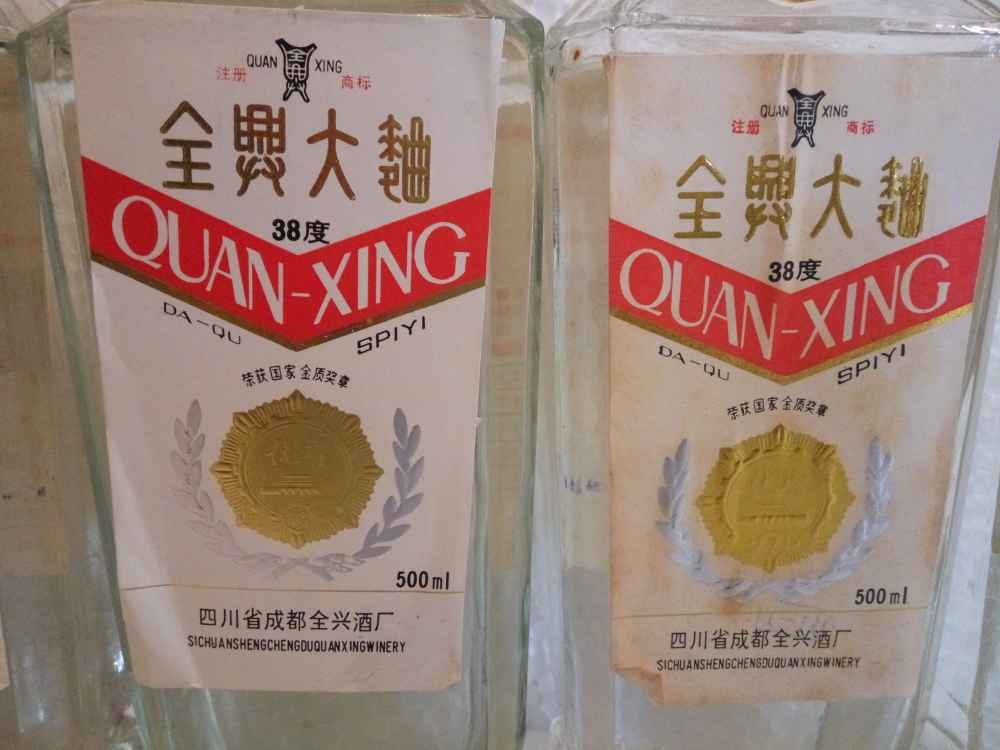 QUAN XING
注册 商标
全興大麯
38度
QUAN-XING
DA-QU SPIYI
荣获国家金质奖章
500ml
四川省成都全兴酒厂
SICHUANSHENGCHENGDUQUANXINGWINERY
QUAN XING
注册 商标
全興大麯
38度
QUAN-XING
DA-QU SPIYI
荣获国家金质奖章
500ml
四川省成都全兴酒厂
SICHUANSHENGCHENGDUQUANXINGWINERY